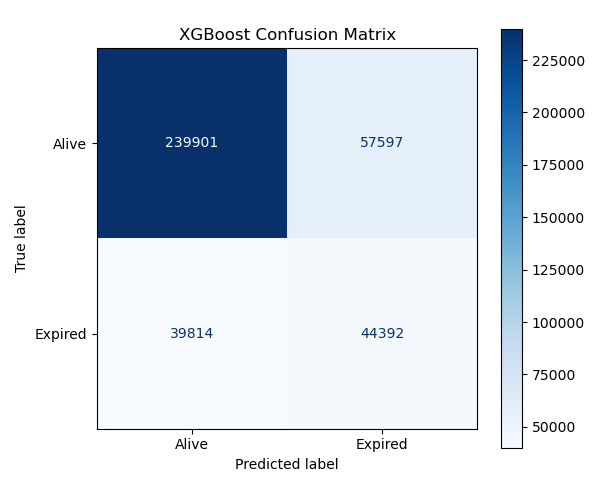 XGBoost Confusion Matrix
Alive
Expired
True label
239901
57597
39814
44392
Alive
Expired
Predicted label
225000
200000
175000
150000
125000
100000
75000
50000